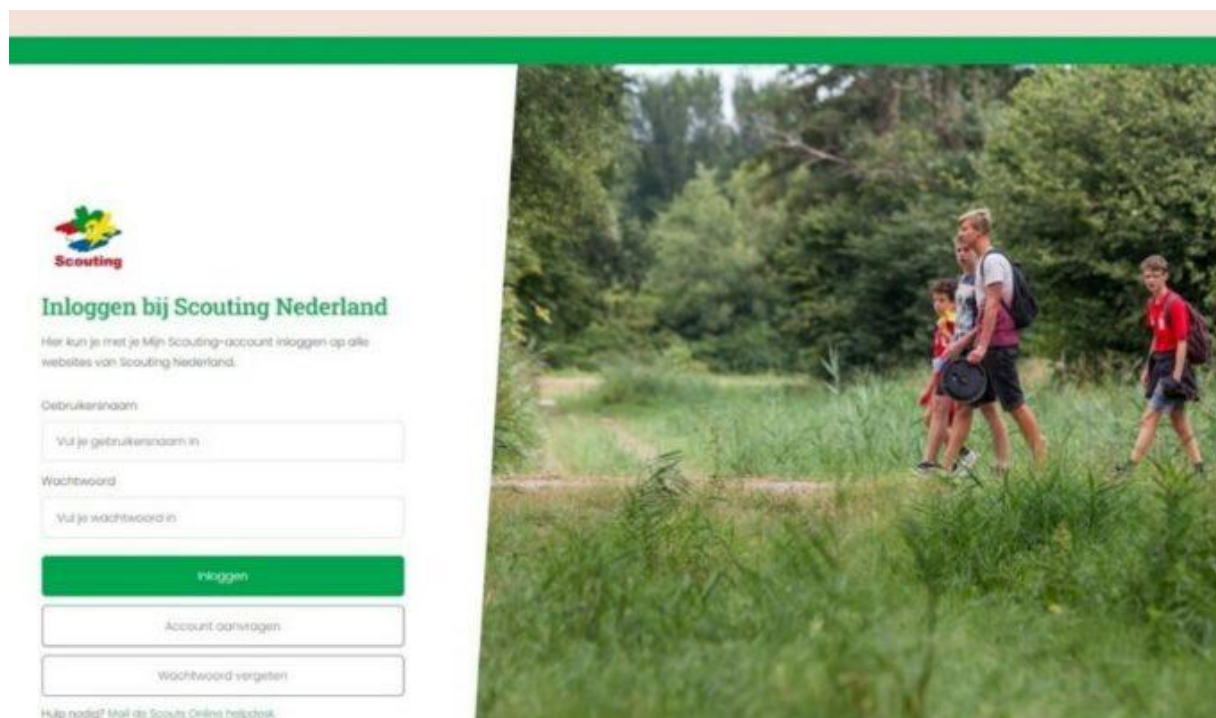 Scouting
Inloggen bij Scouting Nederland
Hier kun je met je Mijn Scouting-account inloggen op alle
websites van Scouting Nederland.
Gebruikersnaam
Vul je gebruikersnaam in
Wachtwoord
Vul je wachtwoord in
Inloggen
Account aanvragen
Wachtwoord vergeten
Hulp nodig? Mail de Scouts Online helpdesk.